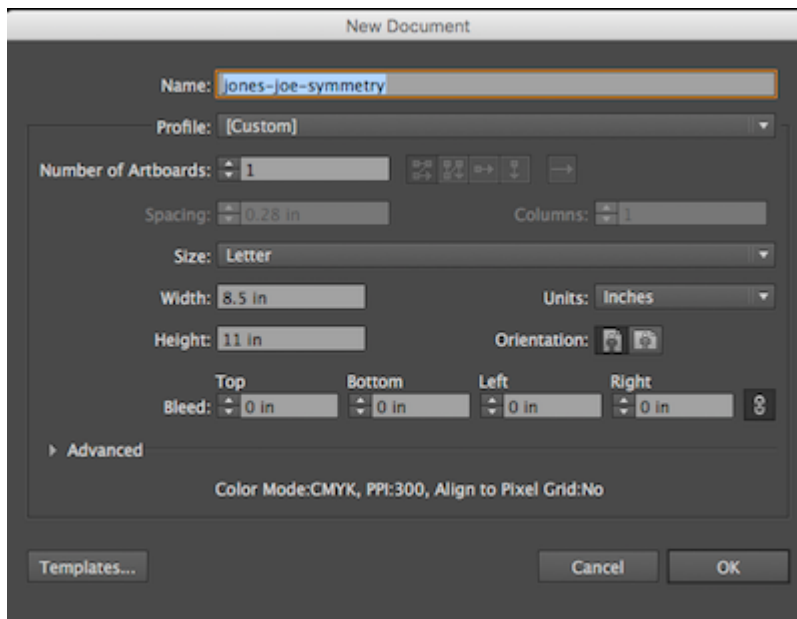 New Document
Name: jones-joe-symmetry
Profile: [Custom]
Number of Artboards: 1
Spacing: 0.28 in Columns: 1
Size: Letter
Width: 8.5 in Units: Inches
Height: 11 in Orientation:
Top Bottom Left Right
Bleed: 0 in 0 in 0 in 0 in
Advanced
Color Mode:CMYK, PPI:300, Align to Pixel Grid:No
Templates... Cancel OK